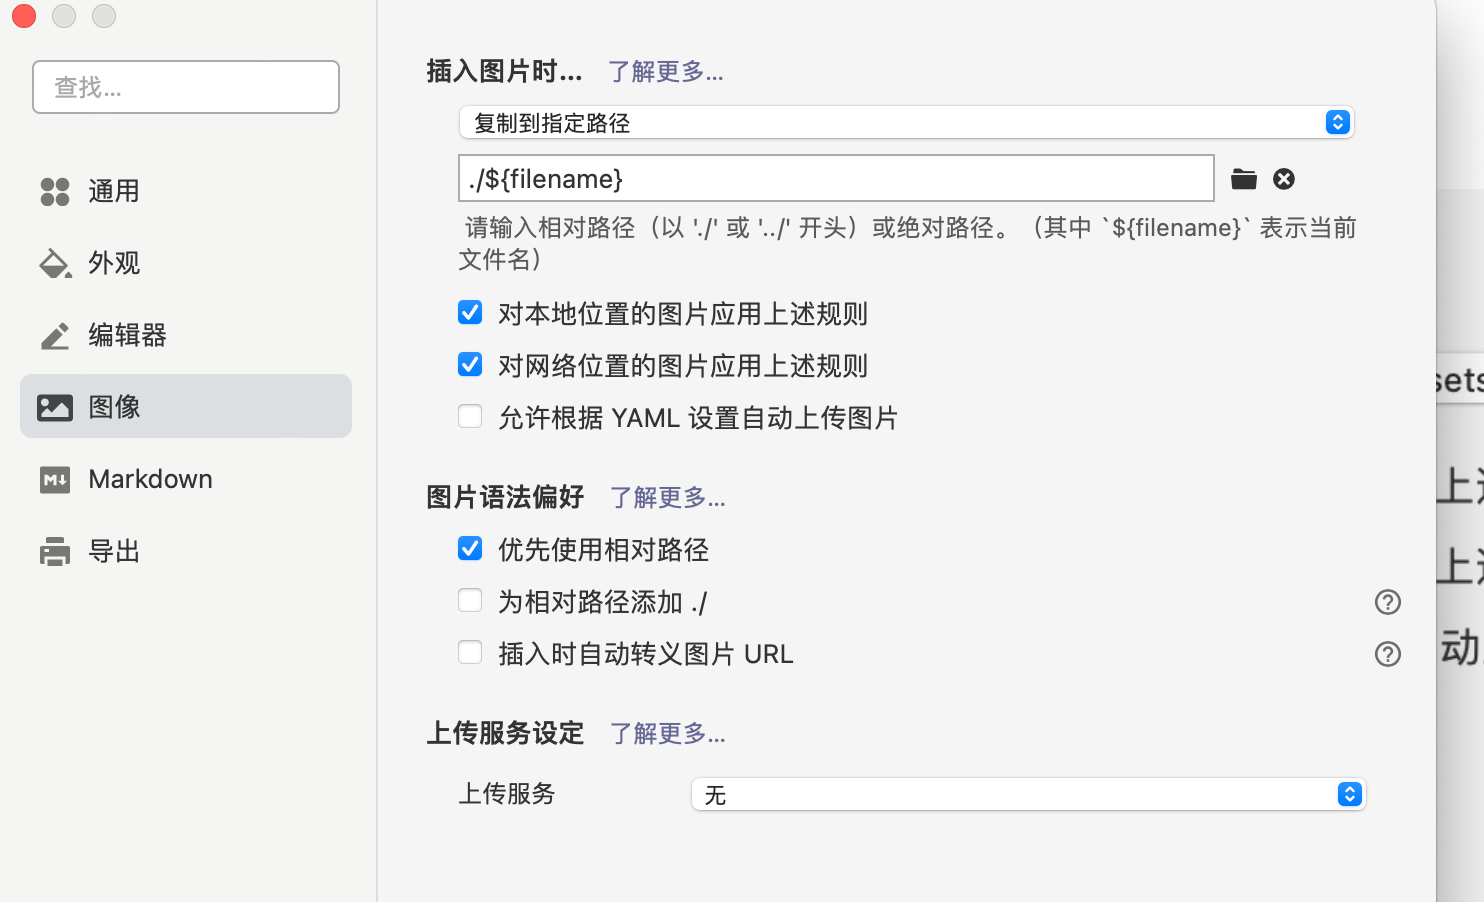 查找...
通用
外观
编辑器
图像
Markdown
导出
插入图片时... 了解更多...
复制到指定路径
./${filename}
请输入相对路径（以 './' 或 '../' 开头）或绝对路径。（其中 `${filename}` 表示当前
文件名）
对本地位置的图片应用上述规则
对网络位置的图片应用上述规则
允许根据 YAML 设置自动上传图片
图片语法偏好 了解更多...
优先使用相对路径
为相对路径添加 ./
插入时自动转义图片 URL
上传服务设定 了解更多...
上传服务 无
上
上
动